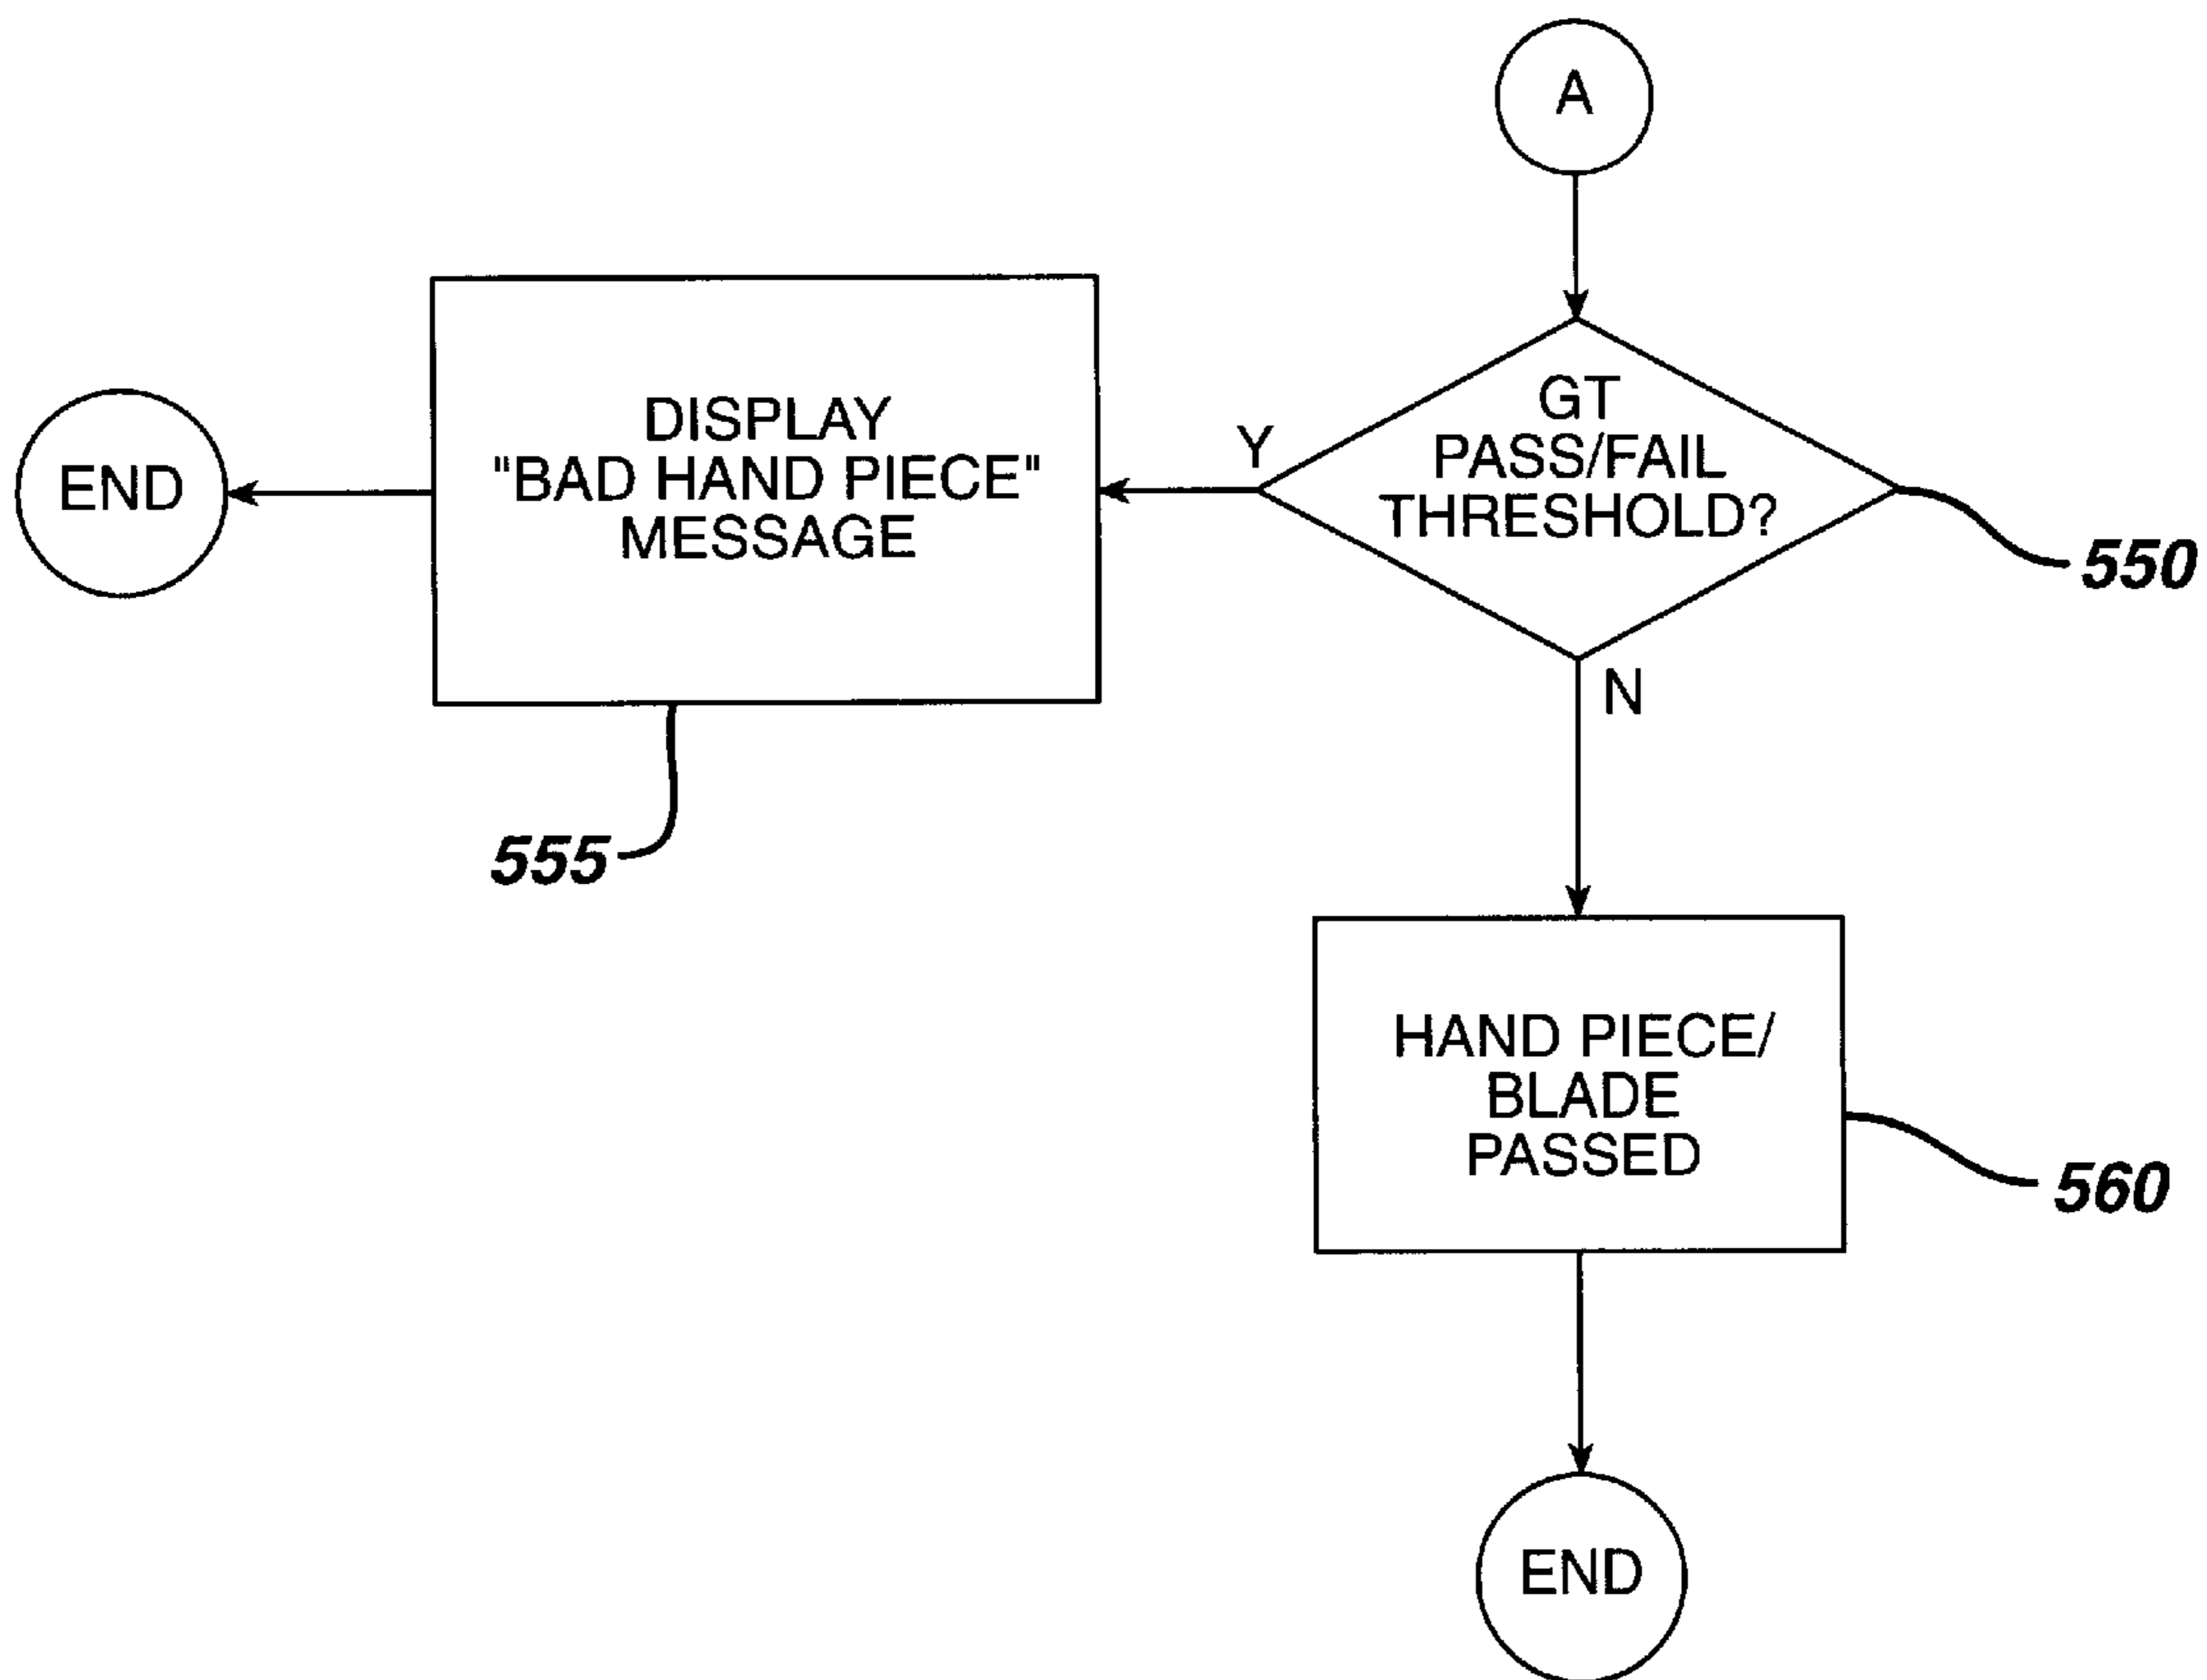 A
GT
PASS/FAIL
THRESHOLD?
Y
N
550
DISPLAY
"BAD HAND PIECE"
MESSAGE
555
END
HAND PIECE/
BLADE
PASSED
560
END